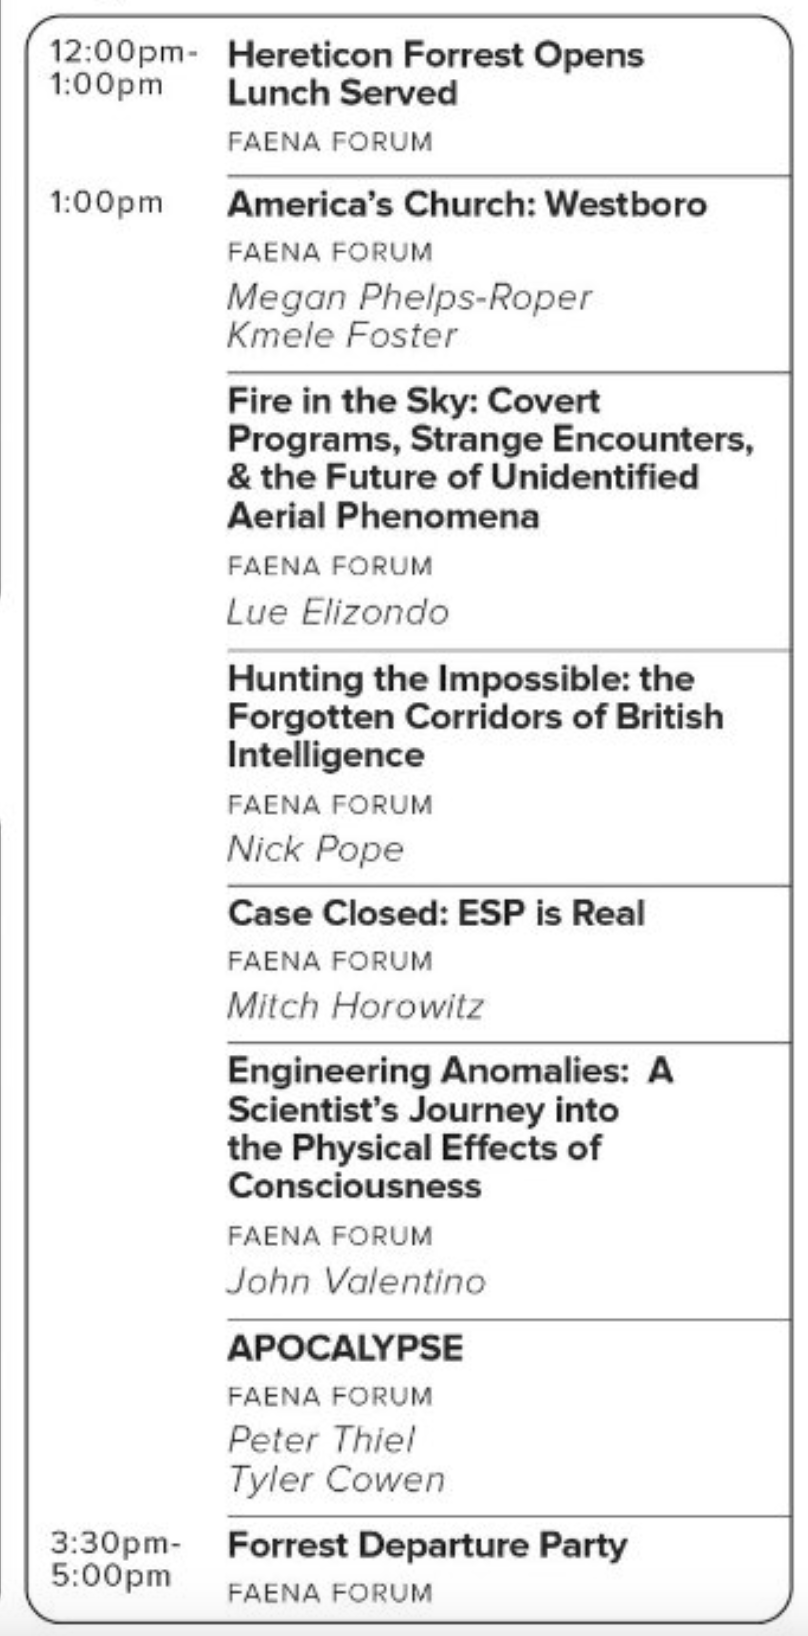 12:00pm-
1:00pm
Hereticon Forrest Opens
Lunch Served
FAENA FORUM
1:00pm
America's Church: Westboro
FAENA FORUM
Megan Phelps-Roper
Kmele Foster
Fire in the Sky: Covert
Programs, Strange Encounters,
& the Future of Unidentified
Aerial Phenomena
FAENA FORUM
Lue Elizondo
Hunting the Impossible: the
Forgotten Corridors of British
Intelligence
FAENA FORUM
Nick Pope
Case Closed: ESP is Real
FAENA FORUM
Mitch Horowitz
Engineering Anomalies:  A
Scientist's Journey into
the Physical Effects of
Consciousness
FAENA FORUM
John Valentino
APOCALYPSE
FAENA FORUM
Peter Thiel
Tyler Cowen
3:30pm-
5:00pm
Forrest Departure Party
FAENA FORUM